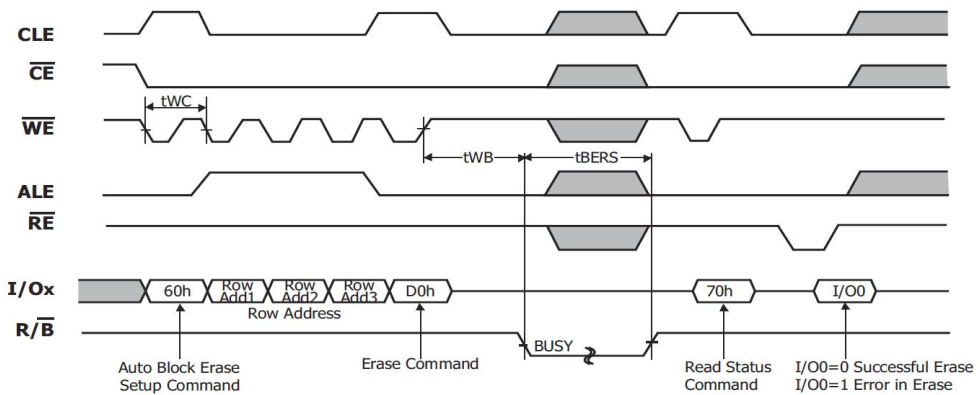 CLE
CE
tWC
WE
tWB
tBERS
ALE
RE
I/Ox
60h
Row Add1
Row Add2
Row Add3
D0h
70h
I/O0
Row Address
R/B
BUSY
Auto Block Erase
Setup Command
Erase Command
Read Status
Command
I/O0=0 Successful Erase
I/O0=1 Error in Erase